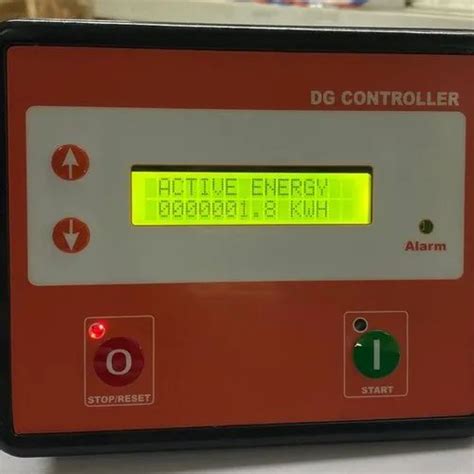 DG CONTROLLER
ACTIVE ENERGY
0000001.8 KWH
Alarm
O
STOP/RESET
I
START